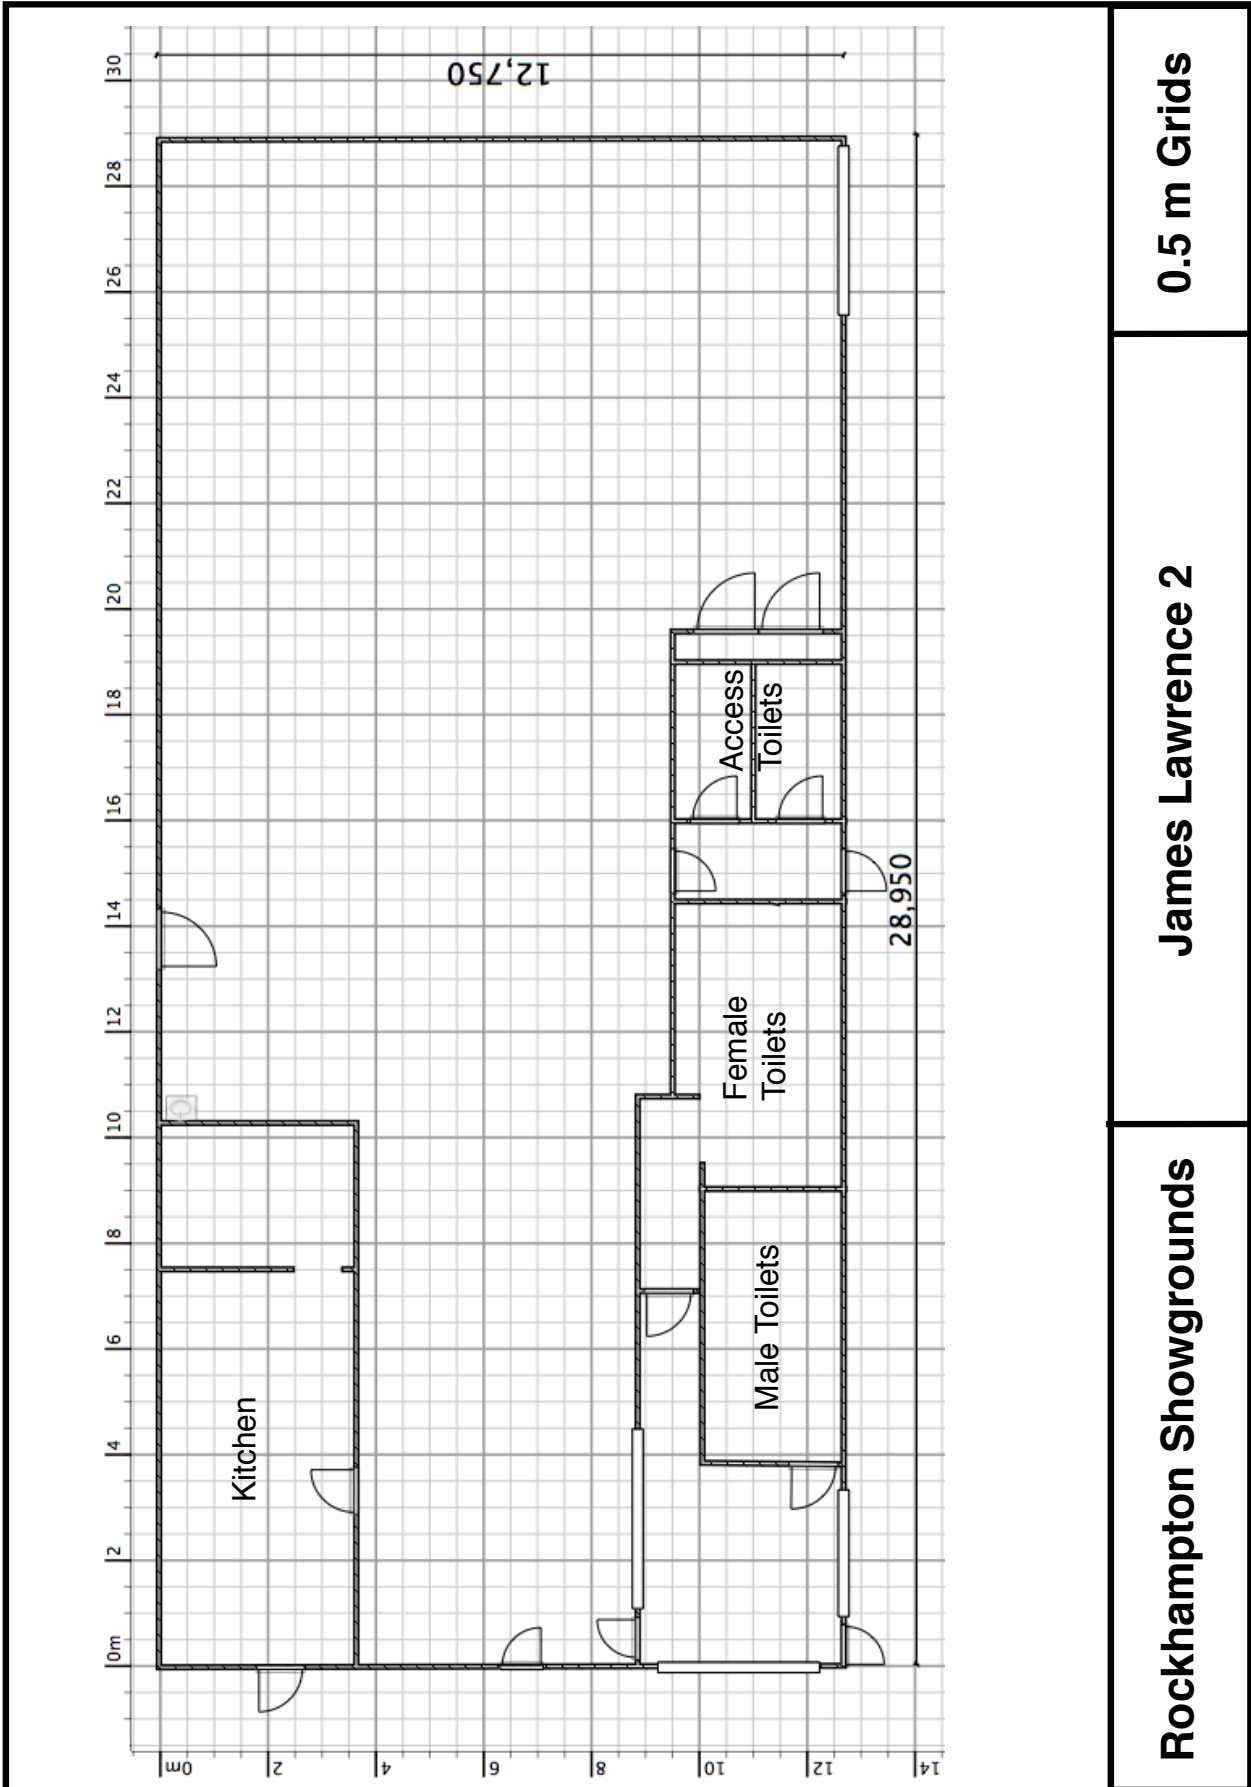 12,750
30
28
26
24
22
20
18
16
14
12
10
8
6
4
2
0m
28,950
Access
Toilets
Female
Toilets
Male Toilets
Kitchen
0m
2
4
6
8
10
12
14
0.5 m Grids
James Lawrence 2
Rockhampton Showgrounds